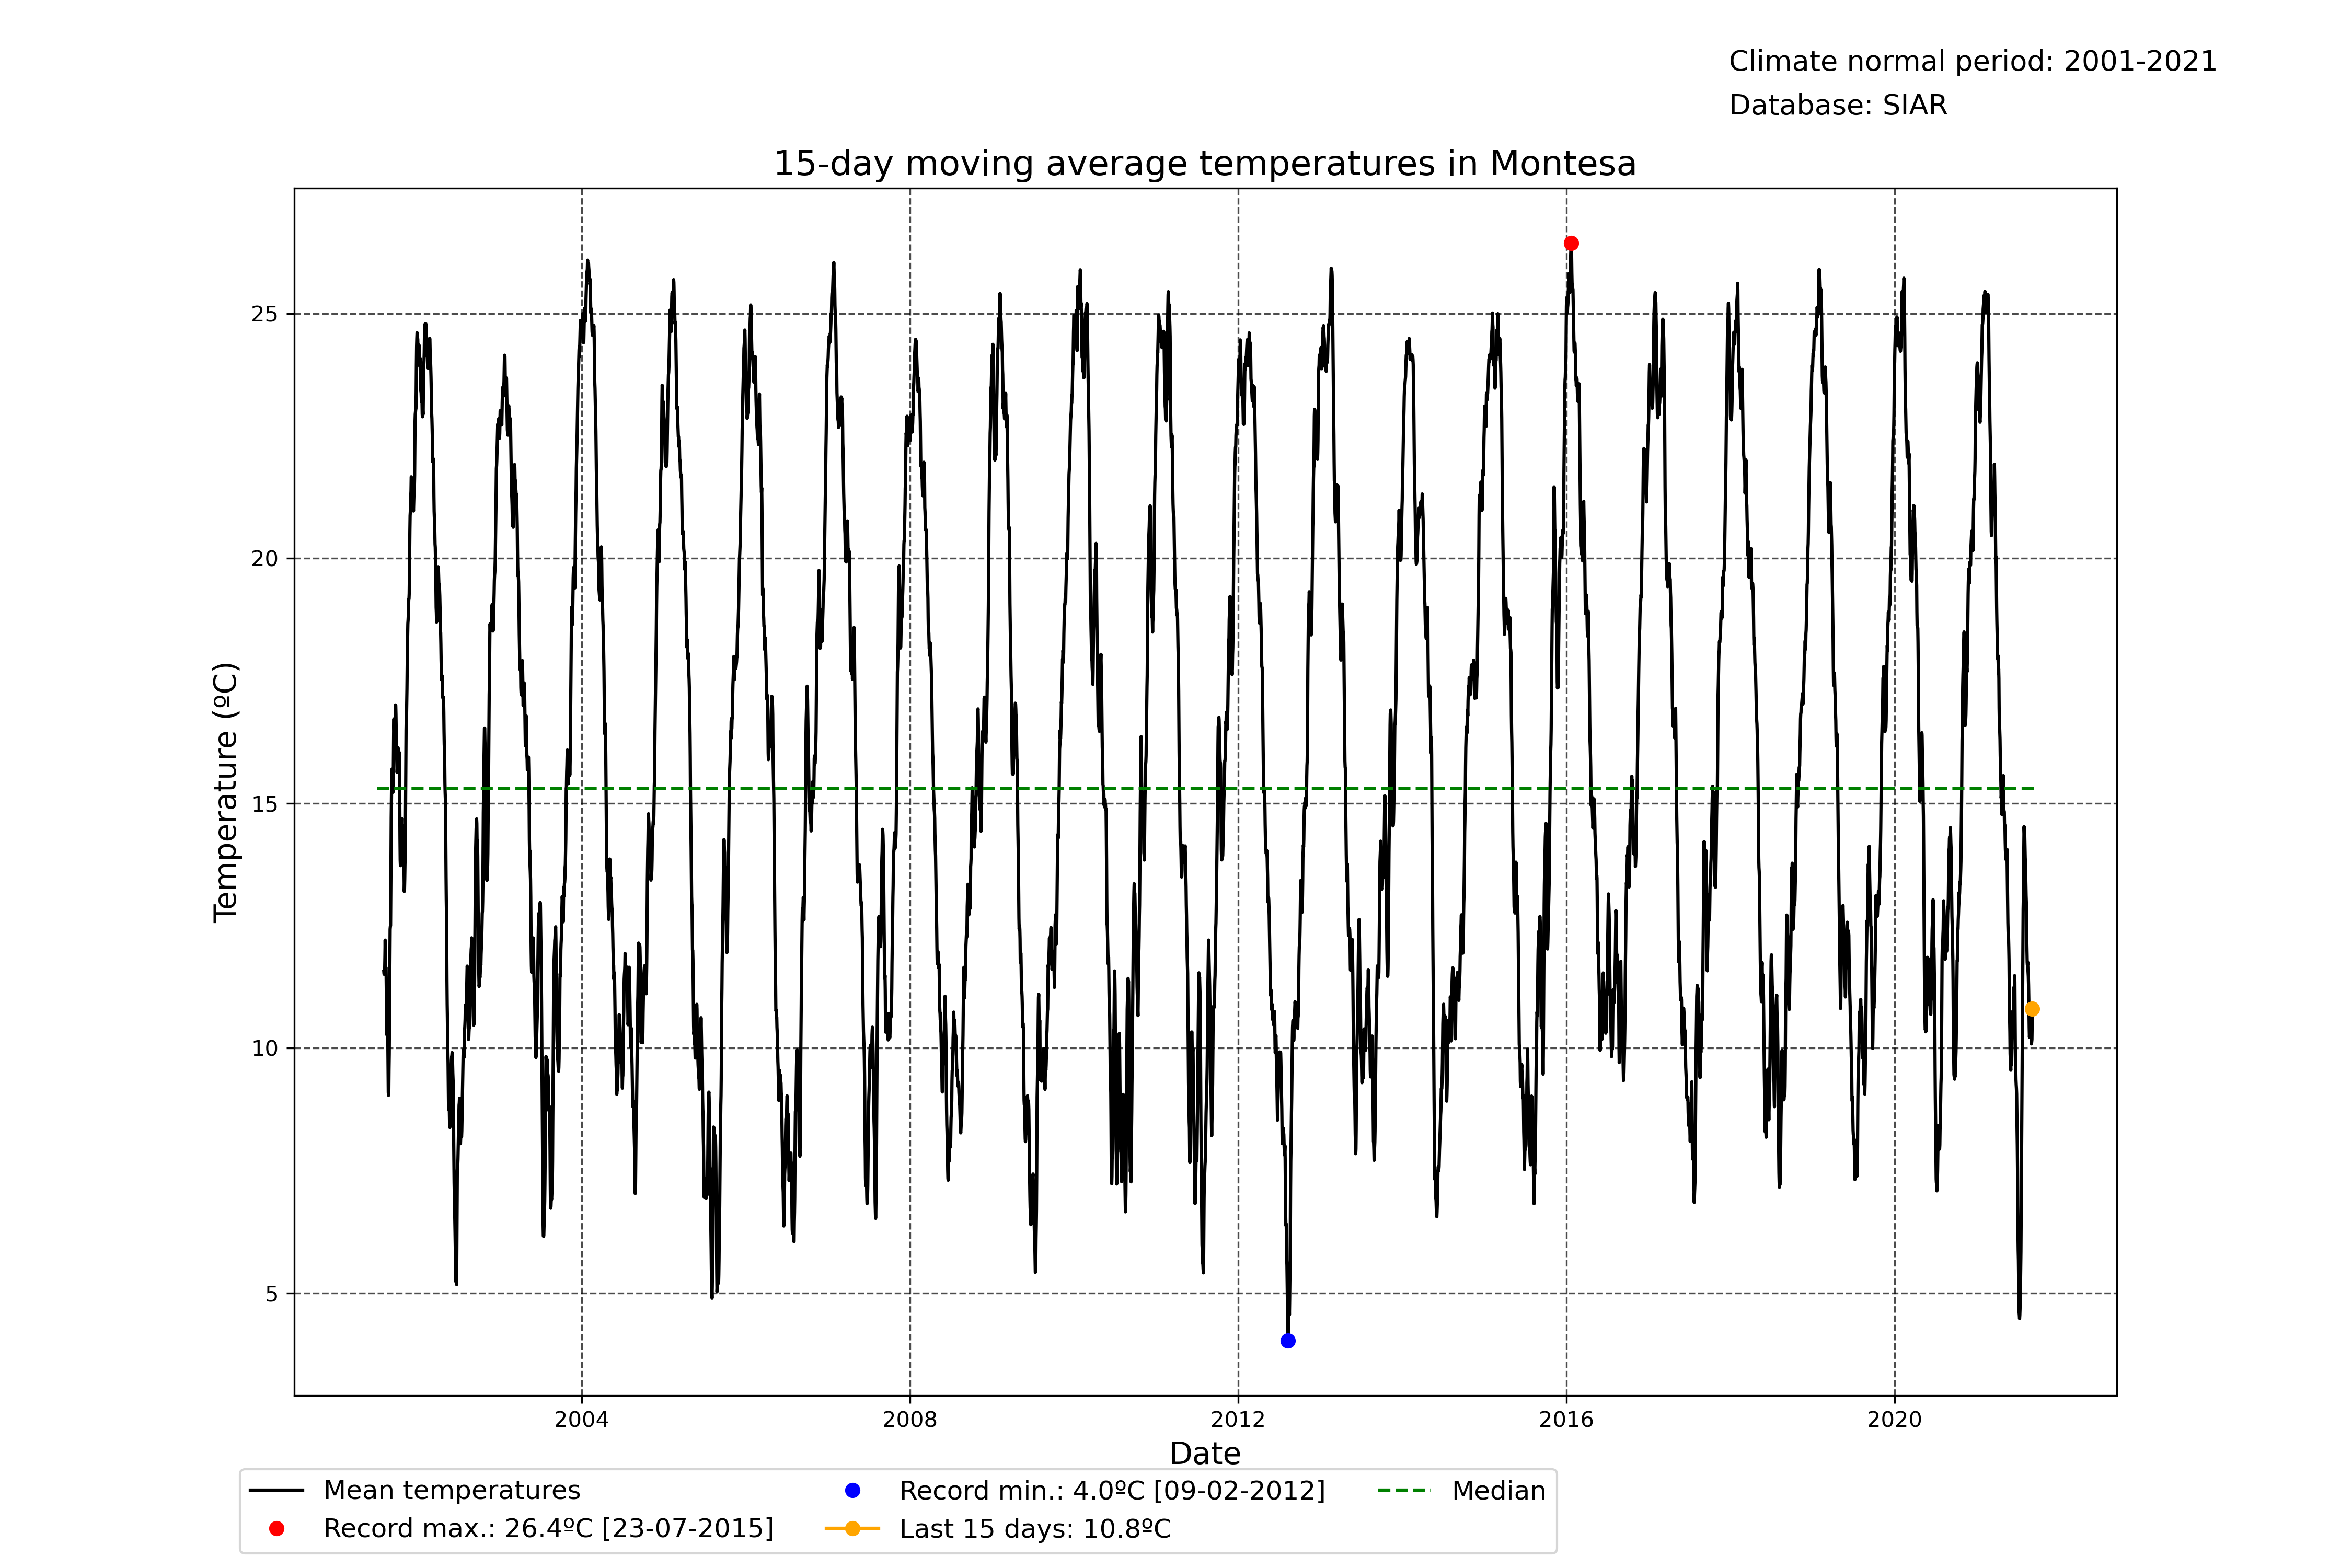 Climate normal period: 2001-2021
Database: SIAR
15-day moving average temperatures in Montesa
25
20
15
10
5
Temperature (ºC)
2004
2008
2012
2016
2020
Date
Mean temperatures
Record max.: 26.4ºC [23-07-2015]
Record min.: 4.0ºC [09-02-2012]
Last 15 days: 10.8ºC
Median